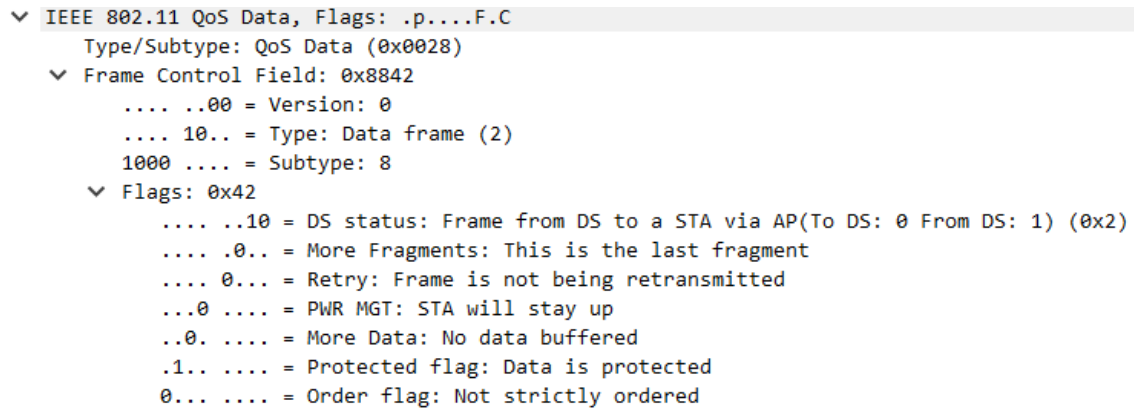 IEEE 802.11 QoS Data, Flags: .p....F.C
Type/Subtype: QoS Data (0x0028)
Frame Control Field: 0x8842
.... ..00 = Version: 0
.... 10.. = Type: Data frame (2)
1000 .... = Subtype: 8
Flags: 0x42
.... ..10 = DS status: Frame from DS to a STA via AP(To DS: 0 From DS: 1) (0x2)
.... .0.. = More Fragments: This is the last fragment
.... 0... = Retry: Frame is not being retransmitted
...0 .... = PWR MGT: STA will stay up
..0. .... = More Data: No data buffered
.1.. .... = Protected flag: Data is protected
0... .... = Order flag: Not strictly ordered